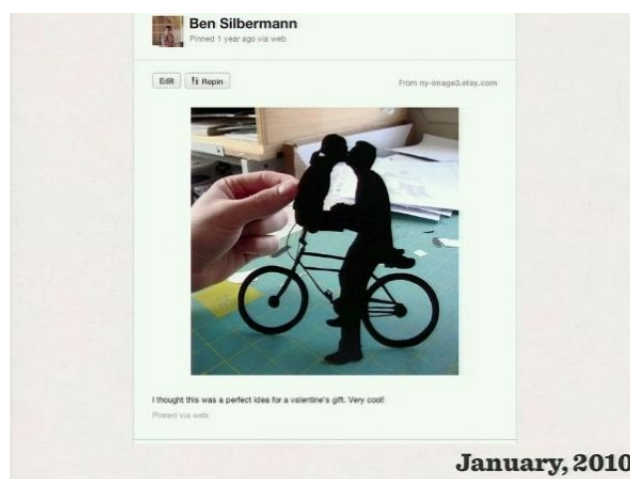 Ben Silbermann
Pinned 1 year ago via web
Edit Repin From ny-image3.etsy.com
I thought this was a perfect idea for a valentine's gift. Very cool!
Pinned via web
January, 2010